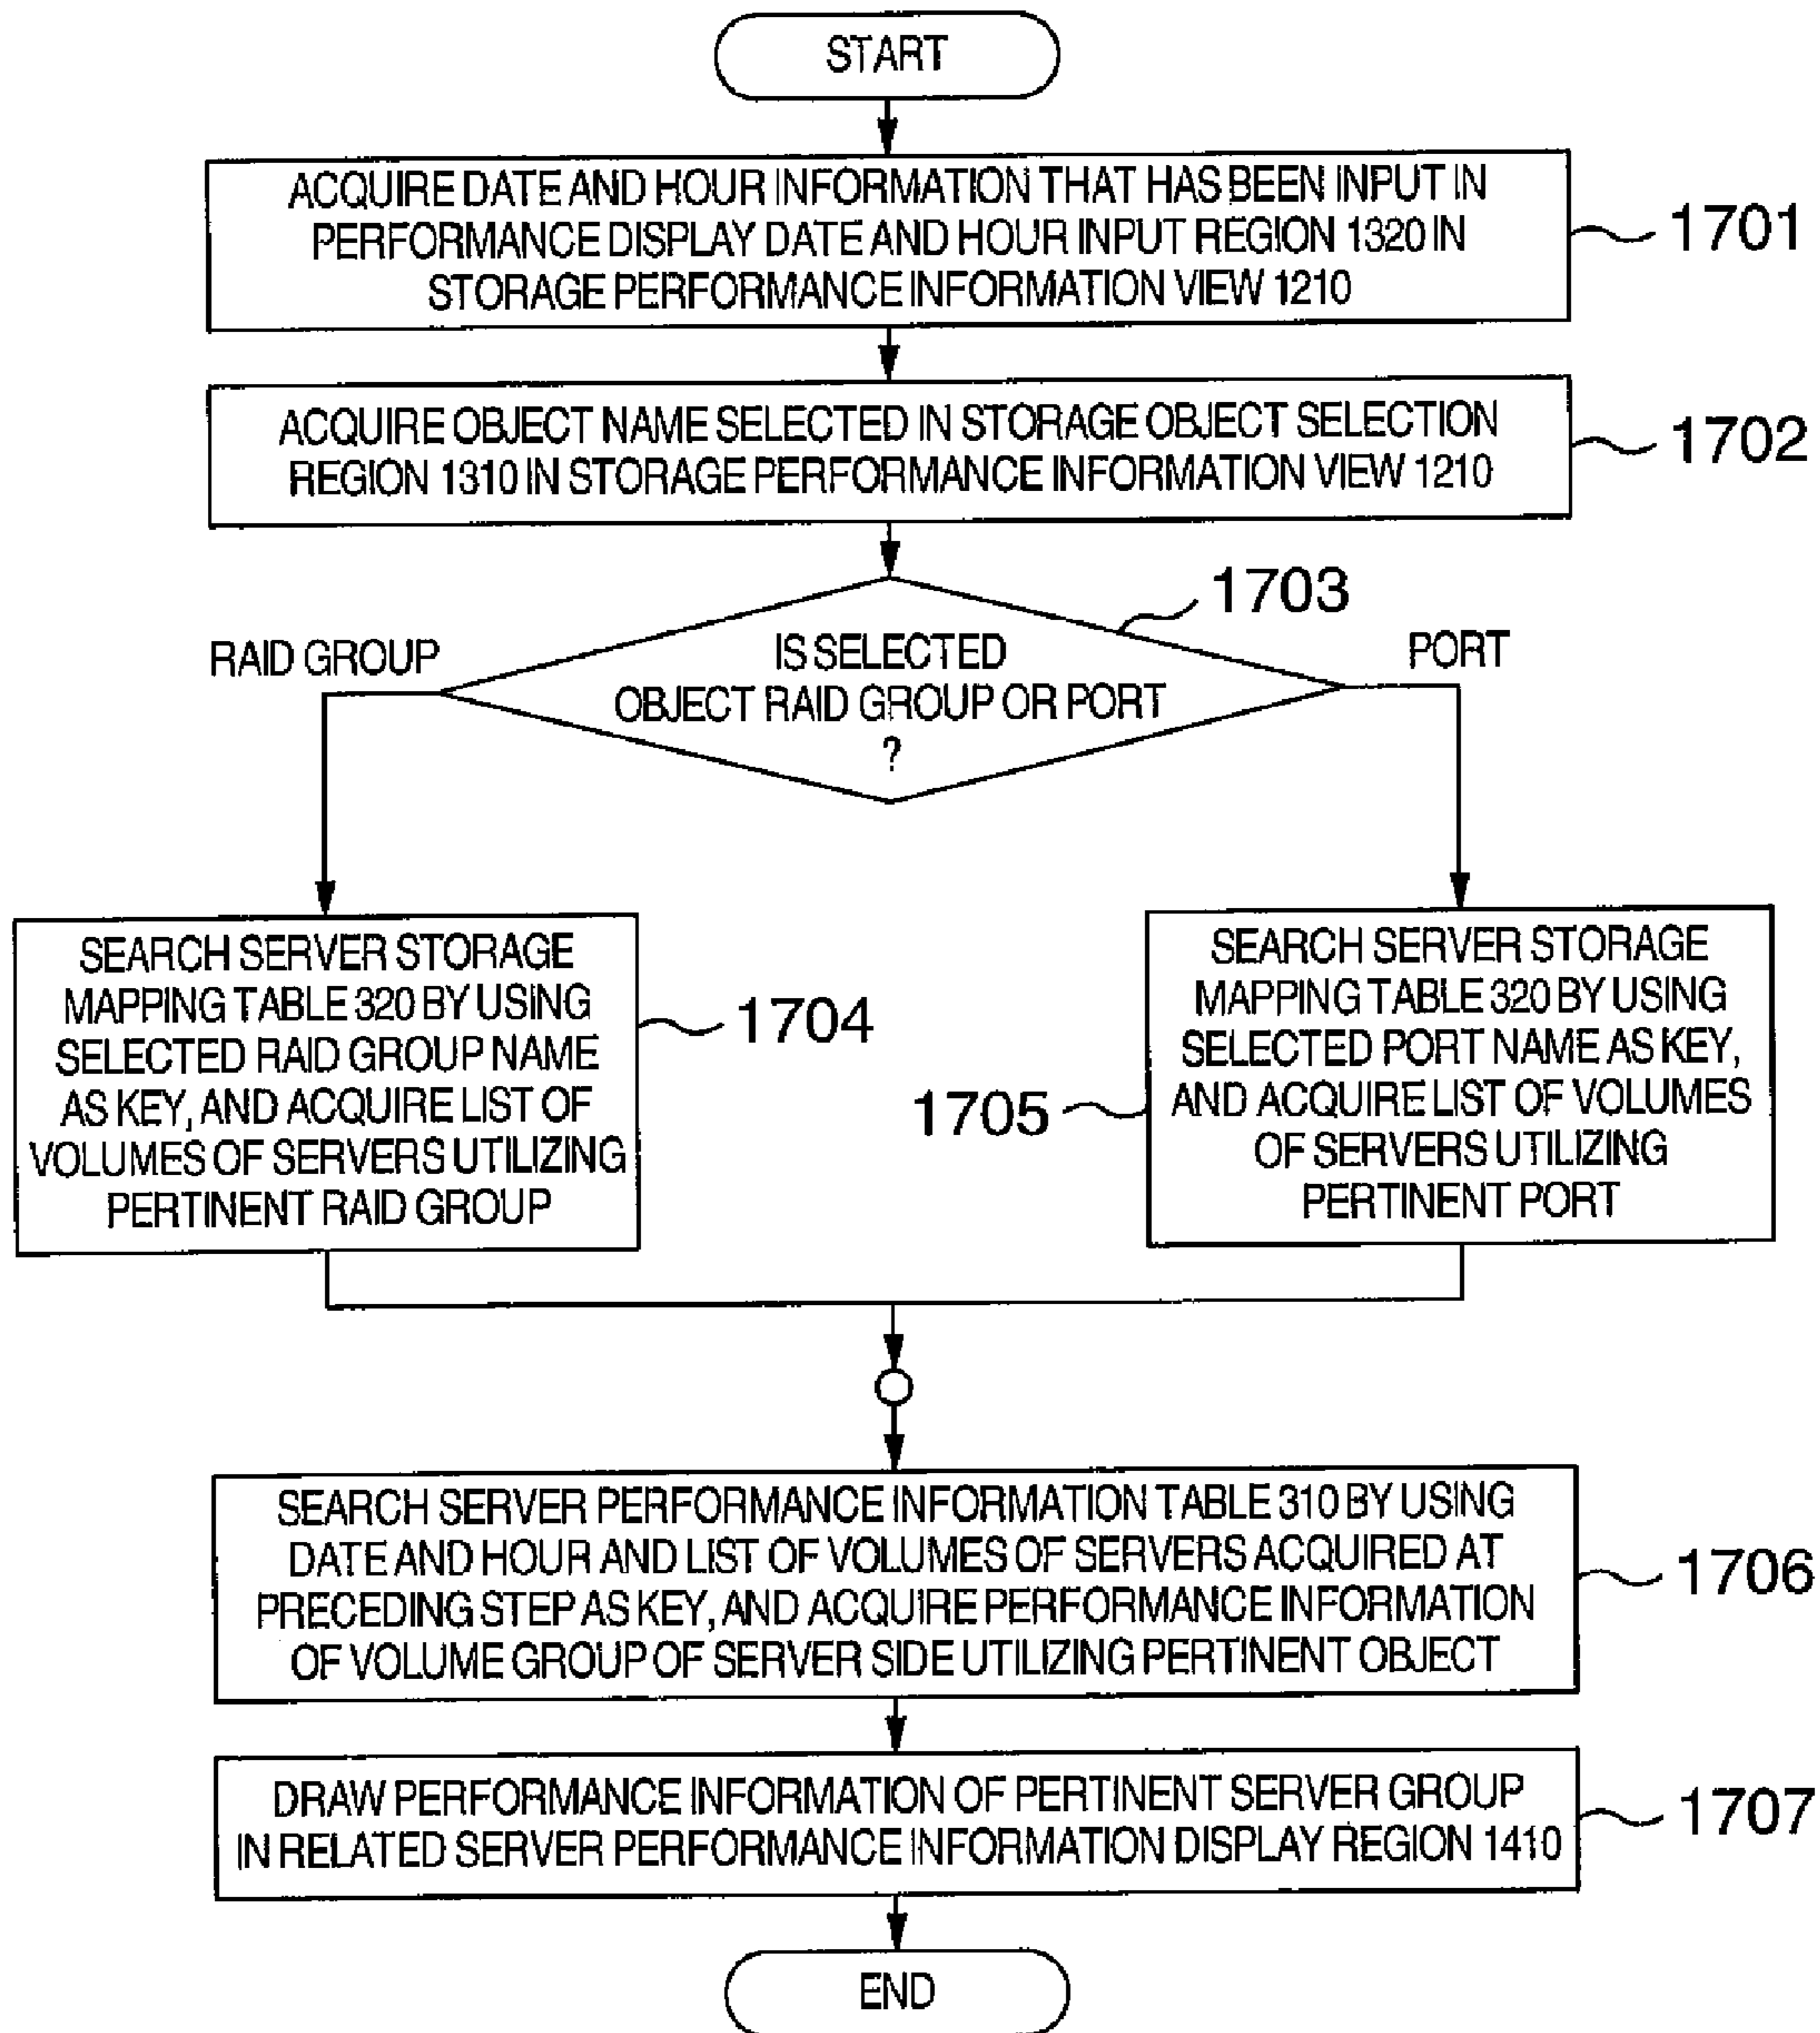 START
ACQUIRE DATE AND HOUR INFORMATION THAT HAS BEEN INPUT IN
PERFORMANCE DISPLAY DATE AND HOUR INPUT REGION 1320 IN
STORAGE PERFORMANCE INFORMATION VIEW 1210
1701
ACQUIRE OBJECT NAME SELECTED IN STORAGE OBJECT SELECTION
REGION 1310 IN STORAGE PERFORMANCE INFORMATION VIEW 1210
1702
1703
RAID GROUP
IS SELECTED
OBJECT RAID GROUP OR PORT
?
PORT
SEARCH SERVER STORAGE
MAPPING TABLE 320 BY USING
SELECTED RAID GROUP NAME
AS KEY, AND ACQUIRE LIST OF
VOLUMES OF SERVERS UTILIZING
PERTINENT RAID GROUP
1704
SEARCH SERVER STORAGE
MAPPING TABLE 320 BY USING
SELECTED PORT NAME AS KEY,
AND ACQUIRE LIST OF VOLUMES
OF SERVERS UTILIZING
PERTINENT PORT
1705
SEARCH SERVER PERFORMANCE INFORMATION TABLE 310 BY USING
DATE AND HOUR AND LIST OF VOLUMES OF SERVERS ACQUIRED AT
PRECEDING STEP AS KEY, AND ACQUIRE PERFORMANCE INFORMATION
OF VOLUME GROUP OF SERVER SIDE UTILIZING PERTINENT OBJECT
1706
DRAW PERFORMANCE INFORMATION OF PERTINENT SERVER GROUP
IN RELATED SERVER PERFORMANCE INFORMATION DISPLAY REGION 1410
1707
END